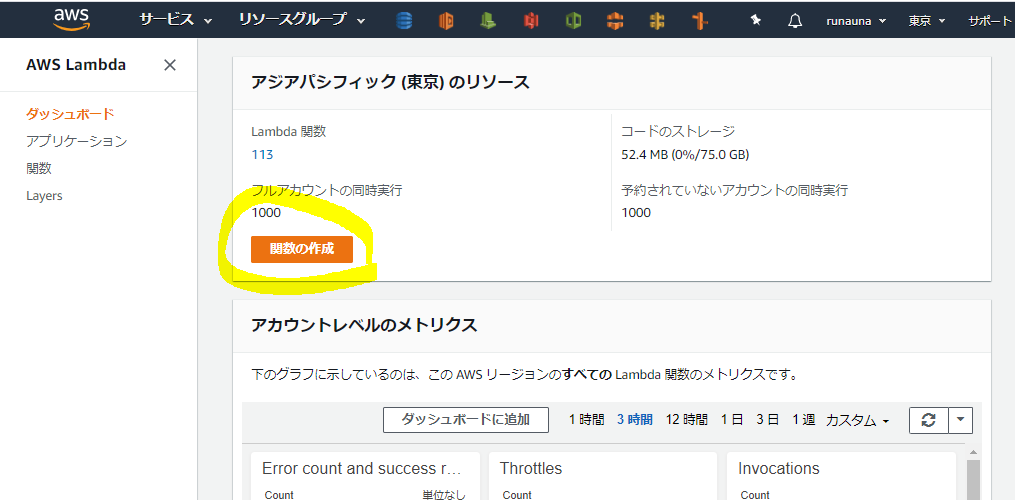 aws サービス リソースグループ runauna 東京 サポート
AWS Lambda
ダッシュボード
アプリケーション
関数
Layers
アジアパシフィック (東京) のリソース
Lambda 関数
113
コードのストレージ
52.4 MB (0%/75.0 GB)
フルアカウントの同時実行
1000
予約されていないアカウントの同時実行
1000
関数の作成
アカウントレベルのメトリクス
下のグラフに示しているのは、この AWS リージョンのすべての Lambda 関数のメトリクスです。
ダッシュボードに追加 1 時間 3 時間 12 時間 1 日 3 日 1 週 カスタム
Error count and success r...
Count 単位なし
Throttles
Count
Invocations
Count